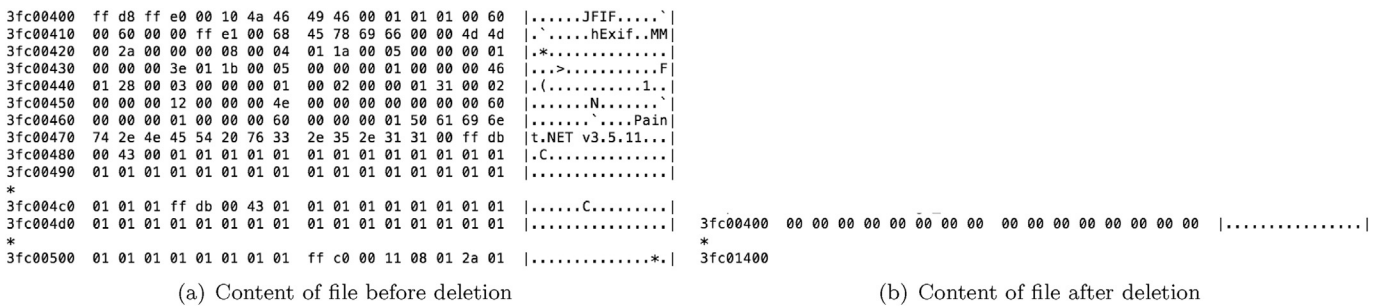 3fc00400  ff d8 ff e0 00 10 4a 46  49 46 00 01 01 01 00 60  |......JFIF.....`|
3fc00410  00 60 00 00 ff e1 00 68  45 78 69 66 00 00 4d 4d  |.`.....hExif..MM|
3fc00420  00 2a 00 00 00 08 00 04  01 1a 00 05 00 00 00 01  |.*..............|
3fc00430  00 00 00 3e 01 1b 00 05  00 00 00 01 00 00 00 46  |...>...........F|
3fc00440  01 28 00 03 00 00 00 01  00 02 00 00 01 31 00 02  |.(...........1..|
3fc00450  00 00 00 12 00 00 00 4e  00 00 00 00 00 00 00 60  |.......N.......`|
3fc00460  00 00 00 01 00 00 00 60  00 00 00 01 50 61 69 6e  |.......`....Pain|
3fc00470  74 2e 4e 45 54 20 76 33  2e 35 2e 31 31 00 ff db  |t.NET v3.5.11...|
3fc00480  00 43 00 01 01 01 01 01  01 01 01 01 01 01 01 01  |.C..............|
3fc00490  01 01 01 01 01 01 01 01  01 01 01 01 01 01 01 01  |................|
*
3fc004c0  01 01 01 ff db 00 43 01  01 01 01 01 01 01 01 01  |......C.........|
3fc004d0  01 01 01 01 01 01 01 01  01 01 01 01 01 01 01 01  |................|
*
3fc00500  01 01 01 01 01 01 01 01  ff c0 00 11 08 01 2a 01  |..............*.|
(a) Content of file before deletion
3fc00400  00 00 00 00 00 00 00 00  00 00 00 00 00 00 00 00  |................|
*
3fc01400
(b) Content of file after deletion